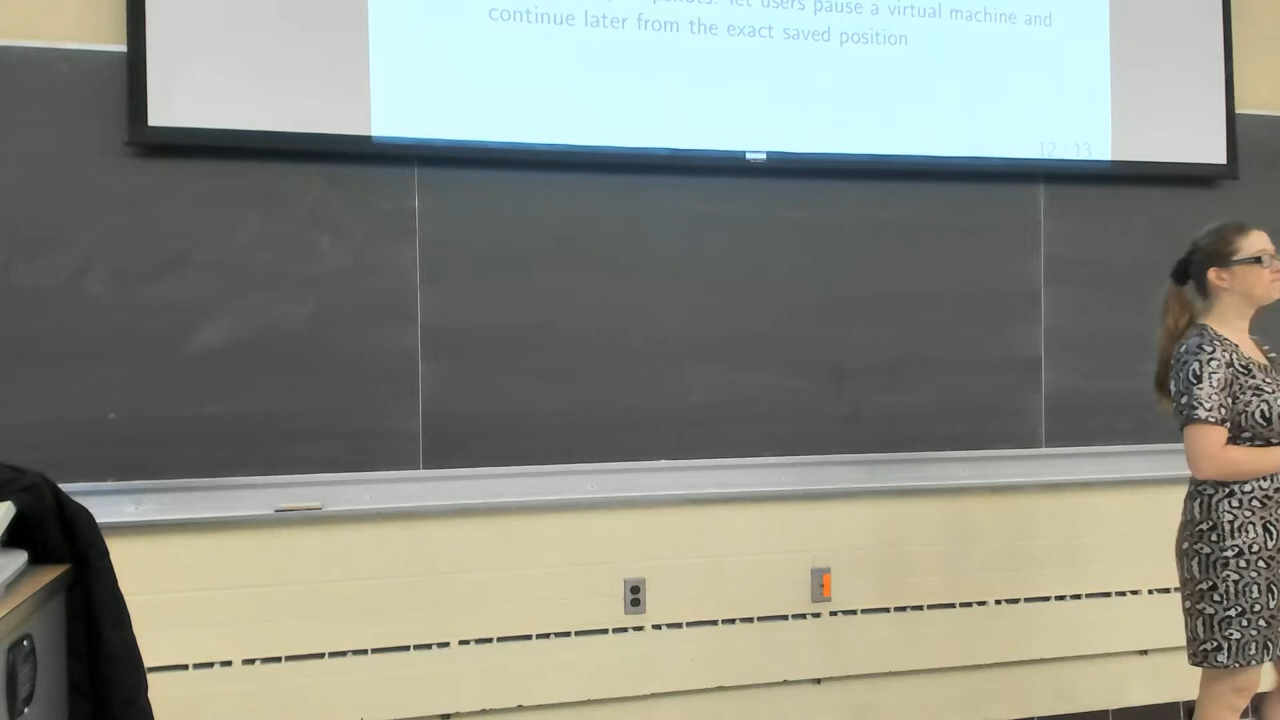 let users pause a virtual machine and
continue later from the exact saved position
12 / 13